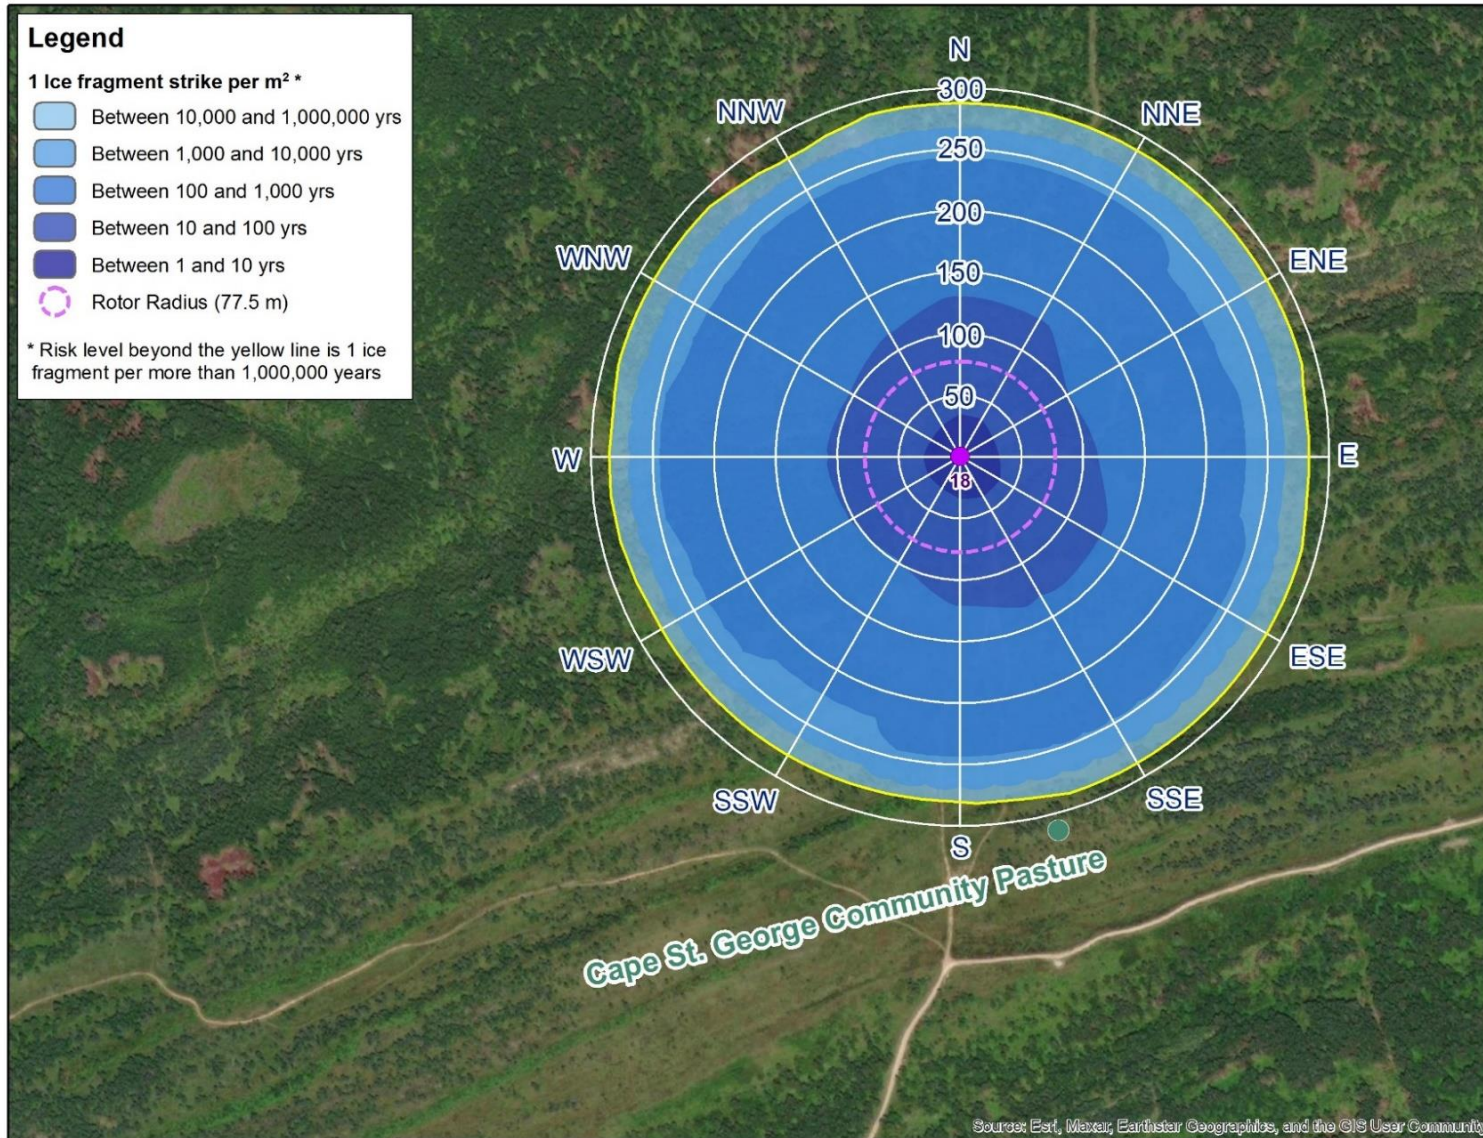 Legend
1 Ice fragment strike per m² *
Between 10,000 and 1,000,000 yrs
Between 1,000 and 10,000 yrs
Between 100 and 1,000 yrs
Between 10 and 100 yrs
Between 1 and 10 yrs
Rotor Radius (77.5 m)
* Risk level beyond the yellow line is 1 ice
fragment per more than 1,000,000 years
N
300
NNW
NNE
250
200
WNW
ENE
150
100
50
W
E
18
WSW
ESE
SSW
SSE
S
Cape St. George Community Pasture
Source: Esri, Maxar, Earthstar Geographics, and the GIS User Communit